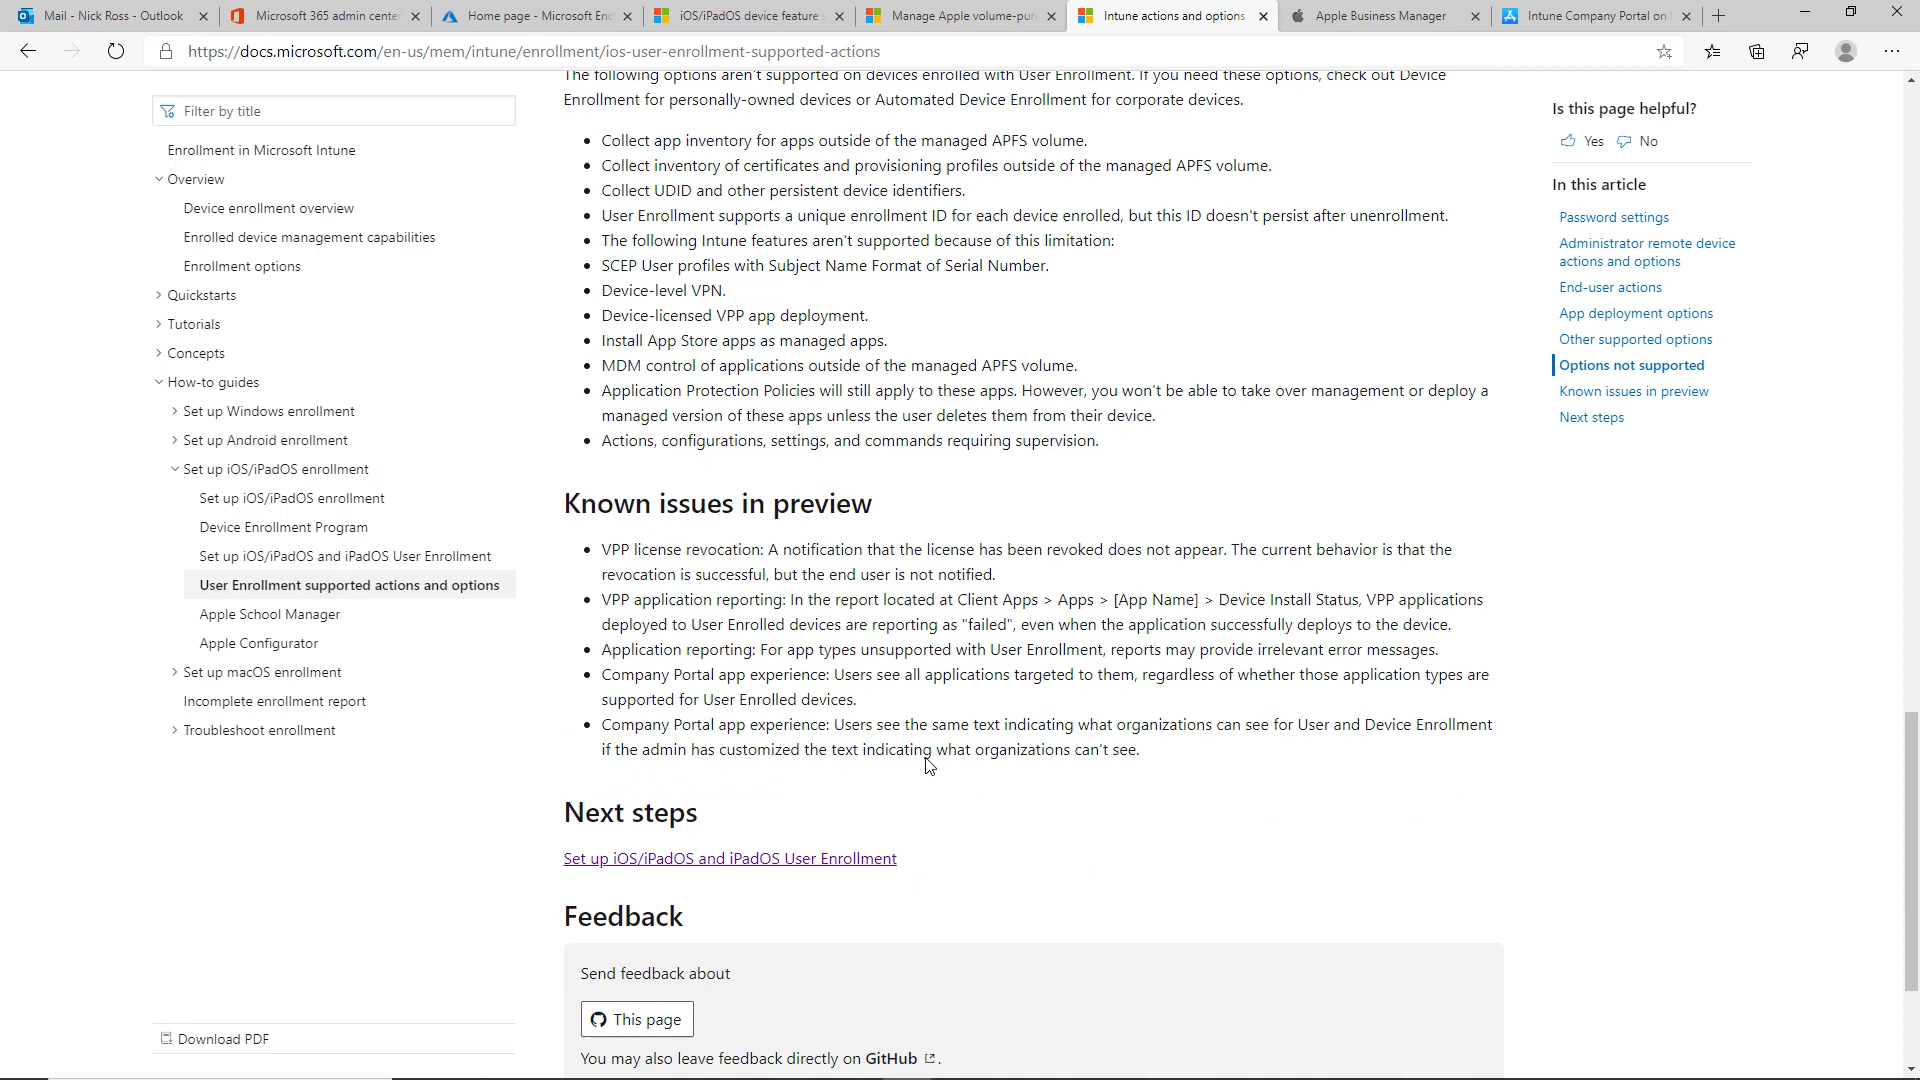 Mail - Nick Ross - Outlook
Microsoft 365 admin center
Home page - Microsoft En
iOS/iPadOS device feature s
Manage Apple volume-pur
Intune actions and options
Apple Business Manager
Intune Company Portal on
https://docs.microsoft.com/en-us/mem/intune/enrollment/ios-user-enrollment-supported-actions
Filter by title
Enrollment in Microsoft Intune
Overview
Device enrollment overview
Enrolled device management capabilities
Enrollment options
Quickstarts
Tutorials
Concepts
How-to guides
Set up Windows enrollment
Set up Android enrollment
Set up iOS/iPadOS enrollment
Set up iOS/iPadOS enrollment
Device Enrollment Program
Set up iOS/iPadOS and iPadOS User Enrollment
User Enrollment supported actions and options
Apple School Manager
Apple Configurator
Set up macOS enrollment
Incomplete enrollment report
Troubleshoot enrollment
Download PDF
The following options aren't supported on devices enrolled with User Enrollment. If you need these options, check out Device
Enrollment for personally-owned devices or Automated Device Enrollment for corporate devices.
• Collect app inventory for apps outside of the managed APFS volume.
• Collect inventory of certificates and provisioning profiles outside of the managed APFS volume.
• Collect UDID and other persistent device identifiers.
• User Enrollment supports a unique enrollment ID for each device enrolled, but this ID doesn't persist after unenrollment.
• The following Intune features aren't supported because of this limitation:
• SCEP User profiles with Subject Name Format of Serial Number.
• Device-level VPN.
• Device-licensed VPP app deployment.
• Install App Store apps as managed apps.
• MDM control of applications outside of the managed APFS volume.
• Application Protection Policies will still apply to these apps. However, you won't be able to take over management or deploy a
managed version of these apps unless the user deletes them from their device.
• Actions, configurations, settings, and commands requiring supervision.
Known issues in preview
• VPP license revocation: A notification that the license has been revoked does not appear. The current behavior is that the
revocation is successful, but the end user is not notified.
• VPP application reporting: In the report located at Client Apps > Apps > [App Name] > Device Install Status, VPP applications
deployed to User Enrolled devices are reporting as "failed", even when the application successfully deploys to the device.
• Application reporting: For app types unsupported with User Enrollment, reports may provide irrelevant error messages.
• Company Portal app experience: Users see all applications targeted to them, regardless of whether those application types are
supported for User Enrolled devices.
• Company Portal app experience: Users see the same text indicating what organizations can see for User and Device Enrollment
if the admin has customized the text indicating what organizations can't see.
Next steps
Set up iOS/iPadOS and iPadOS User Enrollment
Feedback
Send feedback about
This page
You may also leave feedback directly on GitHub .
Is this page helpful?
Yes No
In this article
Password settings
Administrator remote device
actions and options
End-user actions
App deployment options
Other supported options
Options not supported
Known issues in preview
Next steps